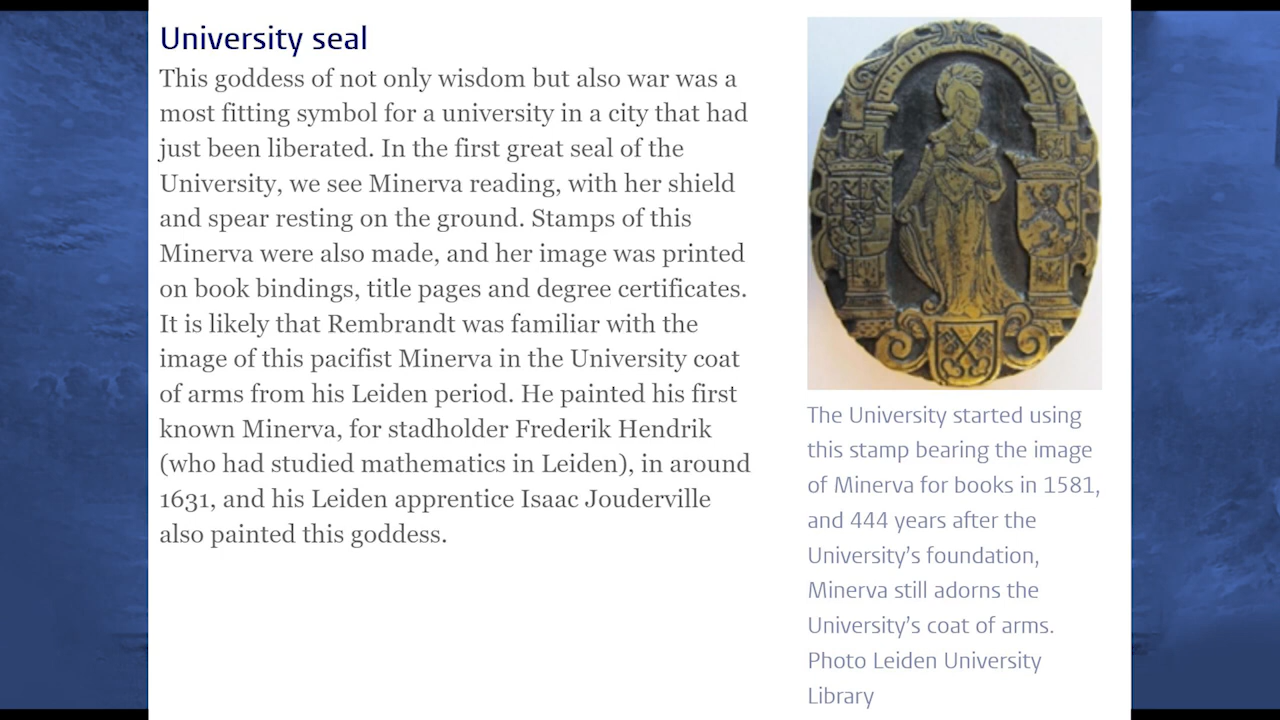 University seal
This goddess of not only wisdom but also war was a
most fitting symbol for a university in a city that had
just been liberated. In the first great seal of the
University, we see Minerva reading, with her shield
and spear resting on the ground. Stamps of this
Minerva were also made, and her image was printed
on book bindings, title pages and degree certificates.
It is likely that Rembrandt was familiar with the
image of this pacifist Minerva in the University coat
of arms from his Leiden period. He painted his first
known Minerva, for stadholder Frederik Hendrik
(who had studied mathematics in Leiden), in around
1631, and his Leiden apprentice Isaac Jouderville
also painted this goddess.
The University started using
this stamp bearing the image
of Minerva for books in 1581,
and 444 years after the
University’s foundation,
Minerva still adorns the
University’s coat of arms.
Photo Leiden University
Library